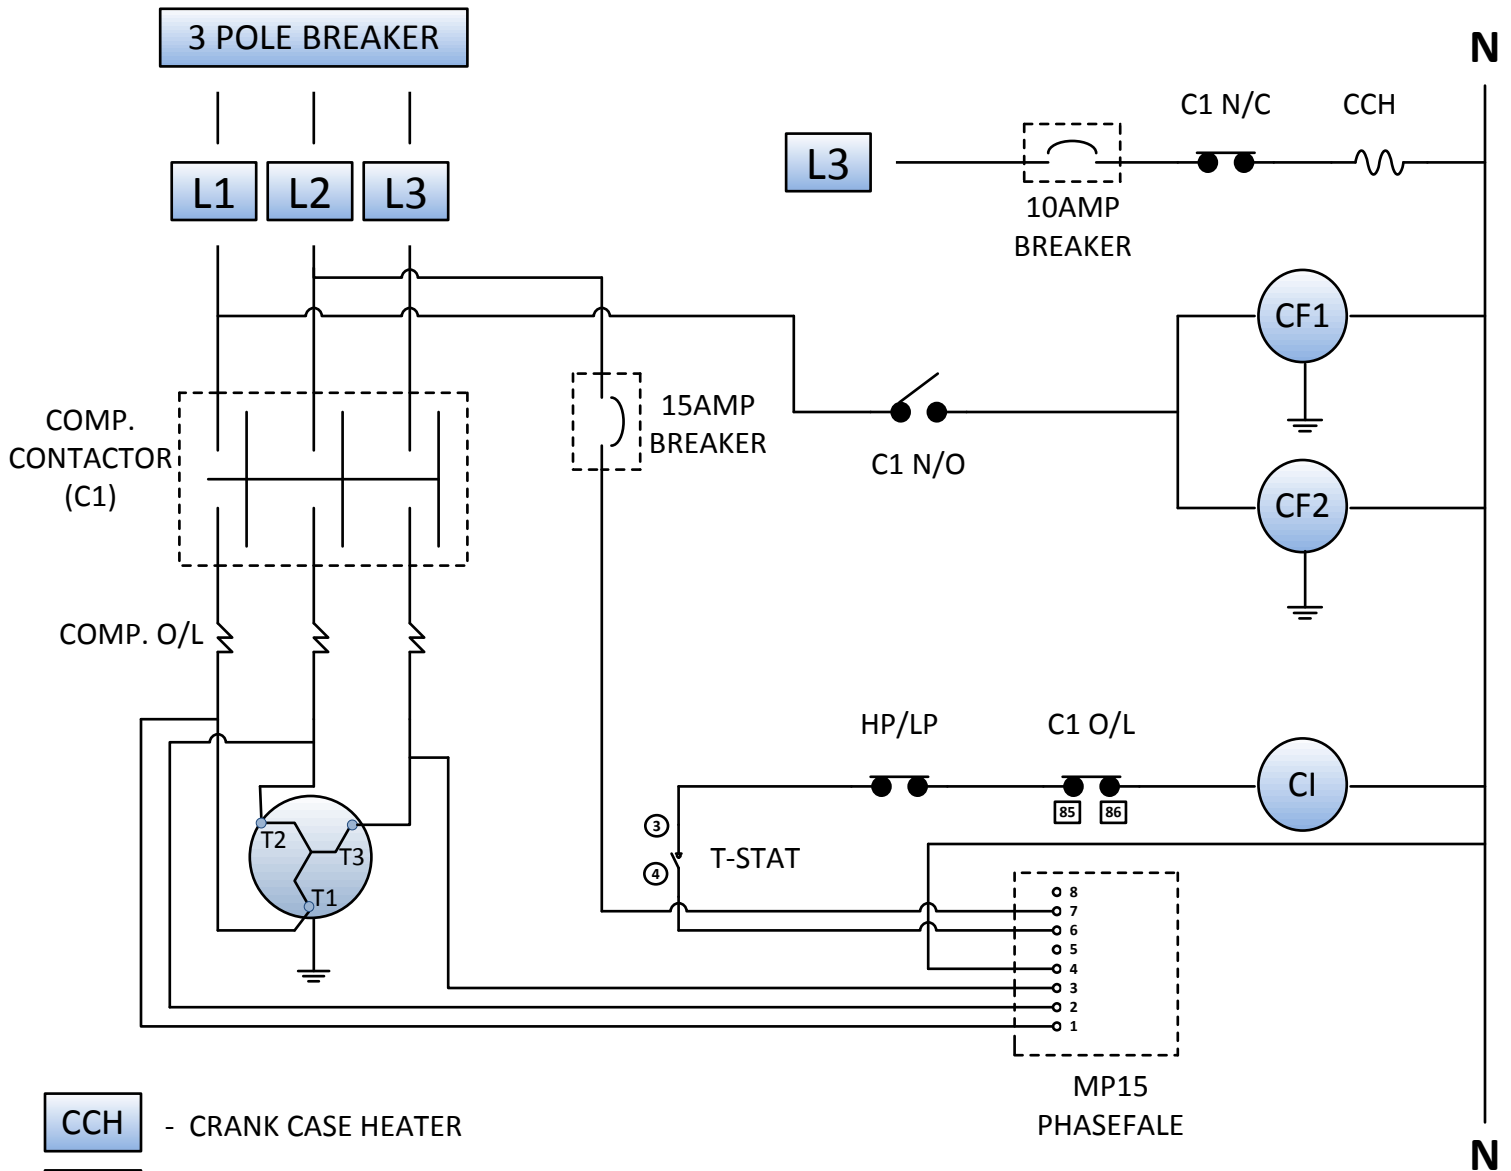 3 POLE BREAKER
N
L1
L2
L3
L3
10AMP
BREAKER
C1 N/C
CCH
CF1
COMP.
CONTACTOR
(C1)
15AMP
BREAKER
C1 N/O
CF2
COMP. O/L
HP/LP
C1 O/L
CI
85
86
3
4
T-STAT
T2
T3
T1
8
7
6
5
4
3
2
1
MP15
PHASEFALE
CCH - CRANK CASE HEATER
N